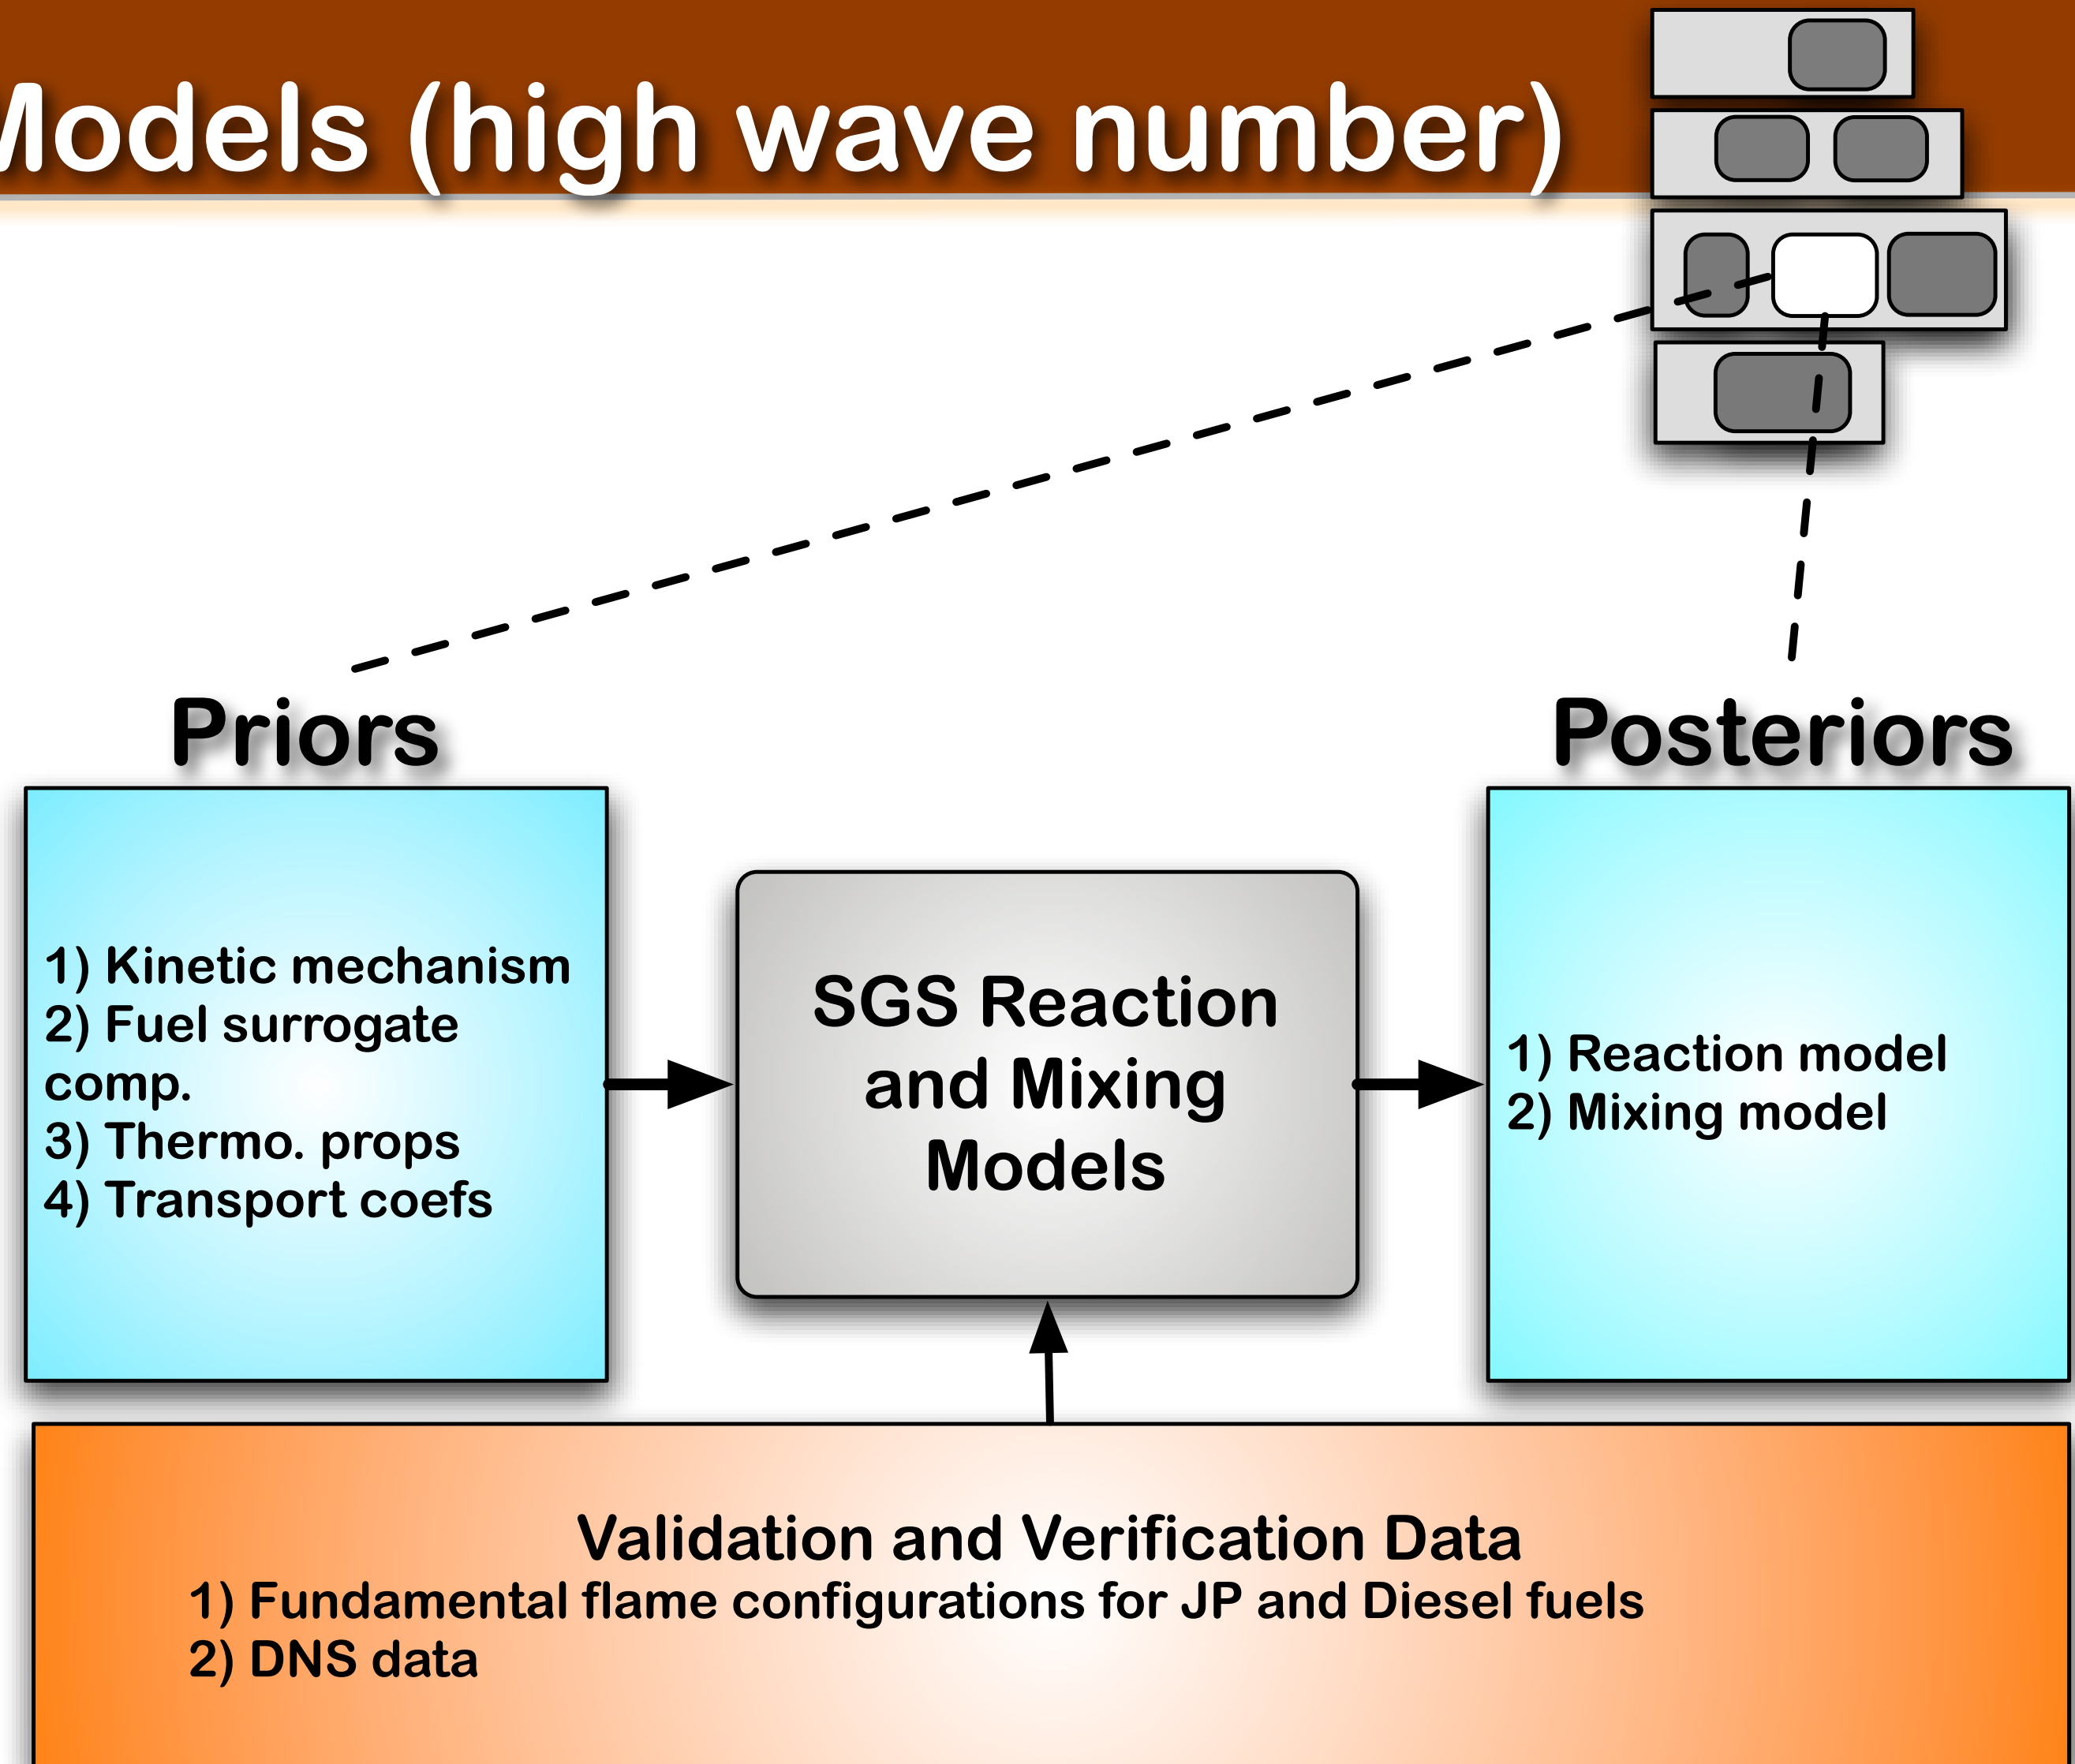 Models (high wave number)
Priors
Posteriors
1) Kinetic mechanism
2) Fuel surrogate
comp.
3) Thermo. props
4) Transport coefs
SGS Reaction
and Mixing
Models
1) Reaction model
2) Mixing model
Validation and Verification Data
1) Fundamental flame configurations for JP and Diesel fuels
2) DNS data